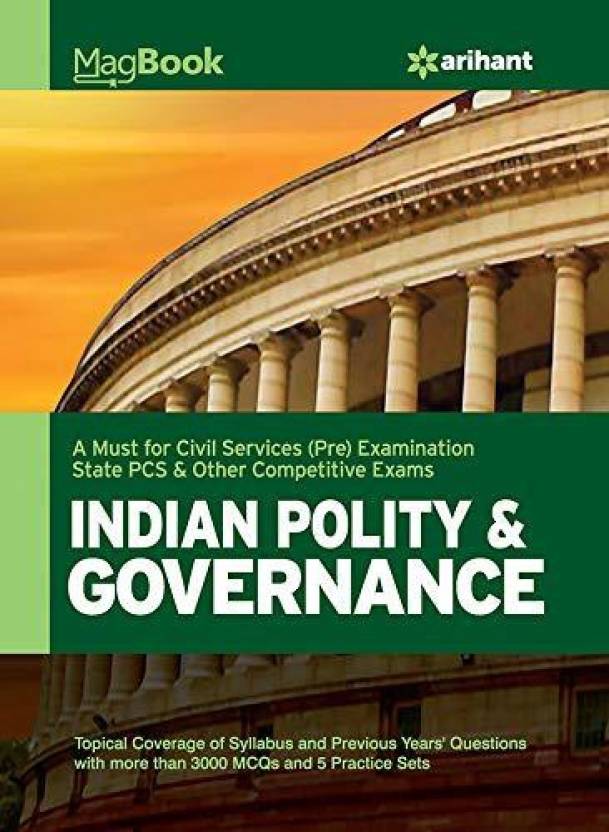 MagBook
arihant
A Must for Civil Services (Pre) Examination
State PCS & Other Competitive Exams
INDIAN POLITY &
GOVERNANCE
Topical Coverage of Syllabus and Previous Years' Questions
with more than 3000 MCQs and 5 Practice Sets